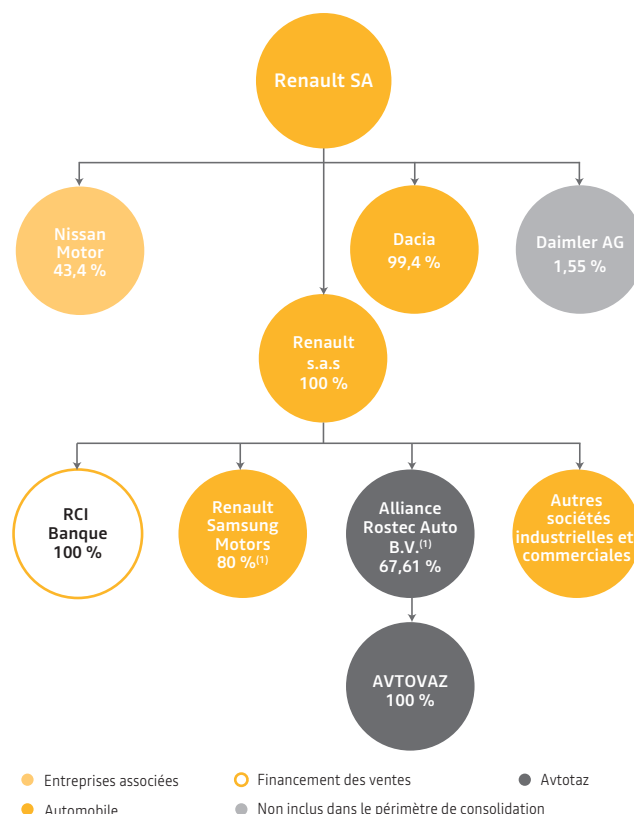 Renault SA
Nissan
Motor
43,4 %
Dacia
99,4 %
Daimler AG
1,55 %
Renault
s.a.s
100 %
RCI
Banque
100 %
Renault
Samsung
Motors
80 %(1)
Alliance
Rostec Auto
B.V.(1)
67,61 %
Autres
sociétés
industrielles et
commerciales
AVTOVAZ
100 %
Entreprises associées
Financement des ventes
Avtotaz
Automobile
Non inclus dans le périmètre de consolidation